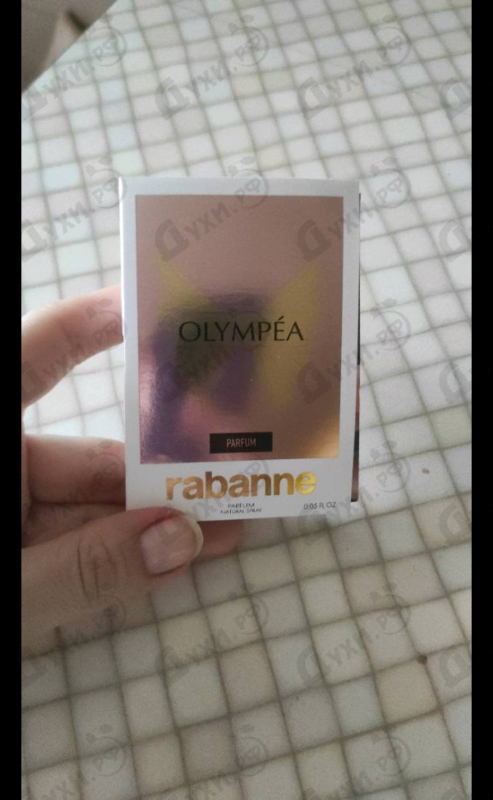 OLYMPÉA
PARFUM
rabanne
PARFUM
NATURAL SPRAY
0.05 FL OZ
Духи.рф